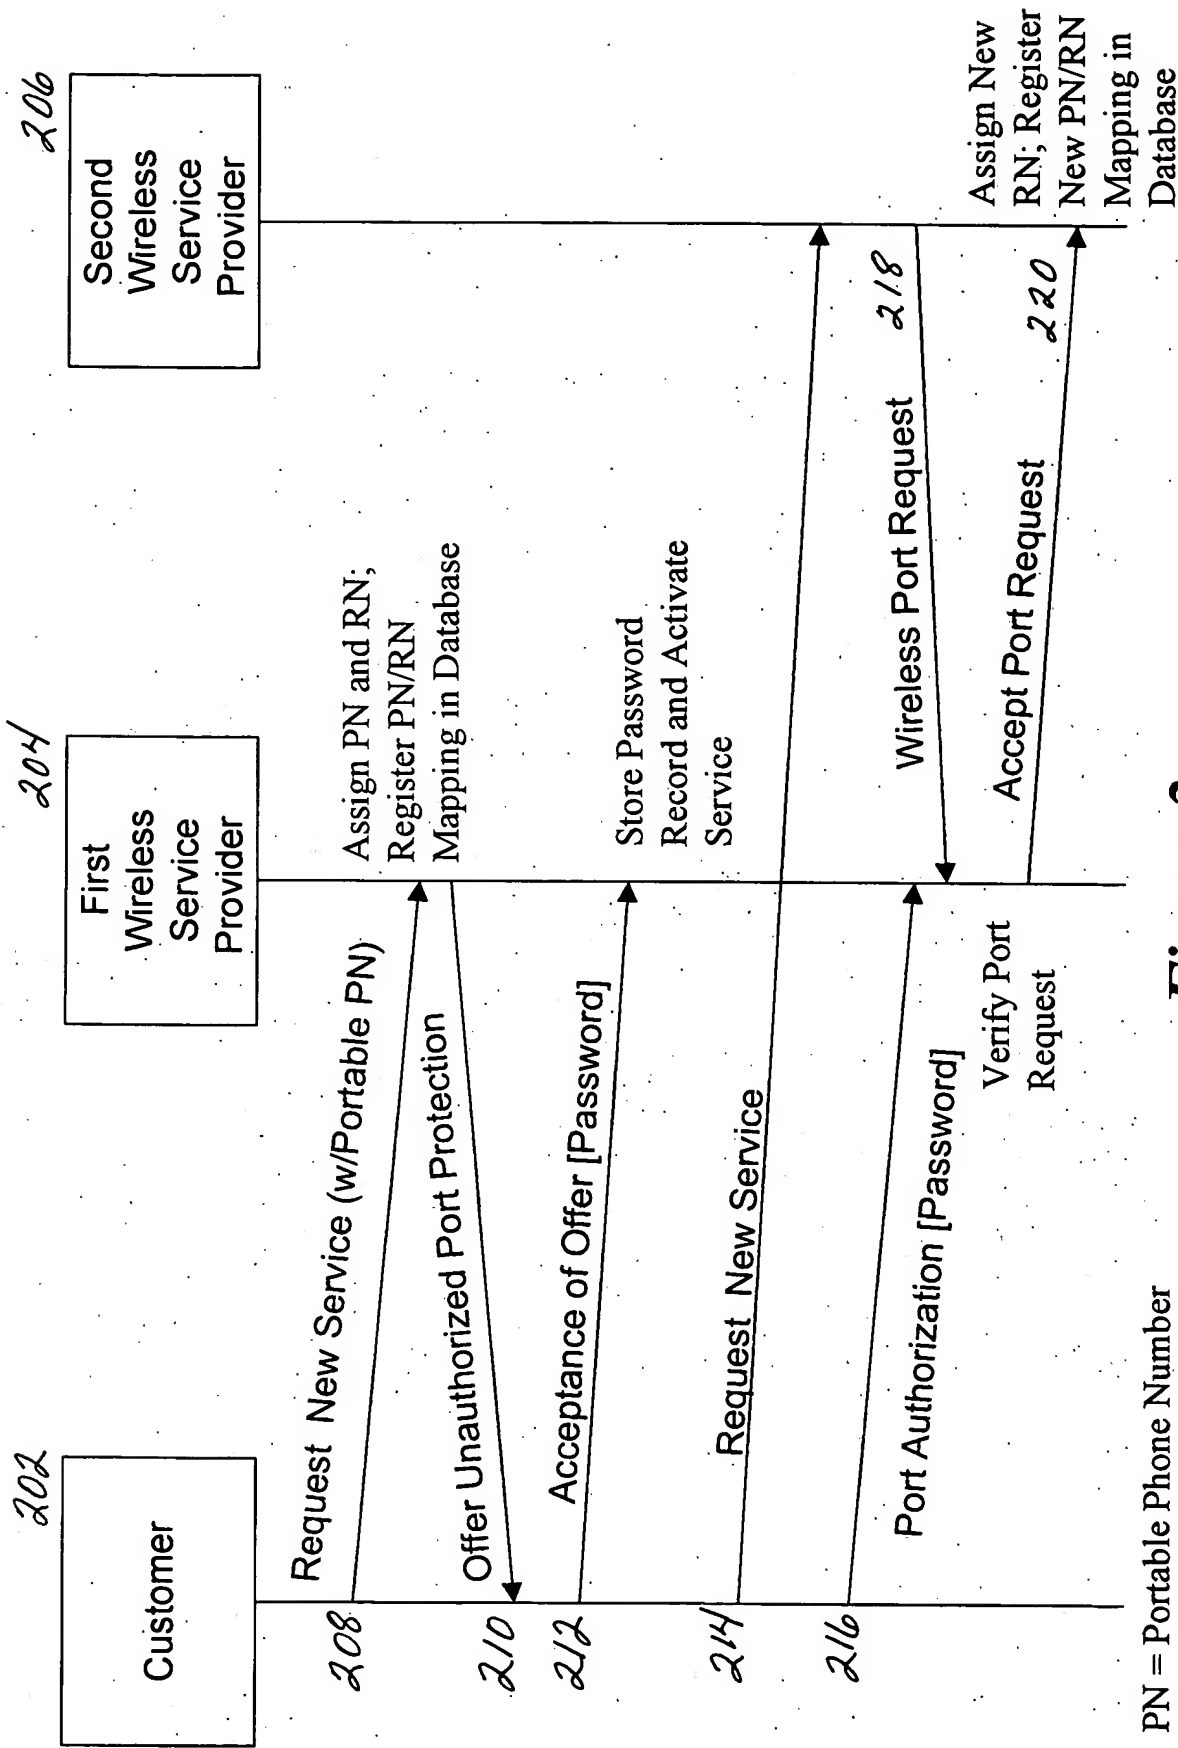 202
Customer
204
First
Wireless
Service
Provider
206
Second
Wireless
Service
Provider
208
Request New Service (w/Portable PN)
Assign PN and RN;
Register PN/RN
Mapping in Database
210
Offer Unauthorized Port Protection
212
Acceptance of Offer [Password]
Store Password
Record and Activate
Service
214
Request New Service
216
Port Authorization [Password]
218
Wireless Port Request
Verify Port
Request
220
Accept Port Request
Assign New
RN; Register
New PN/RN
Mapping in
Database
PN = Portable Phone Number